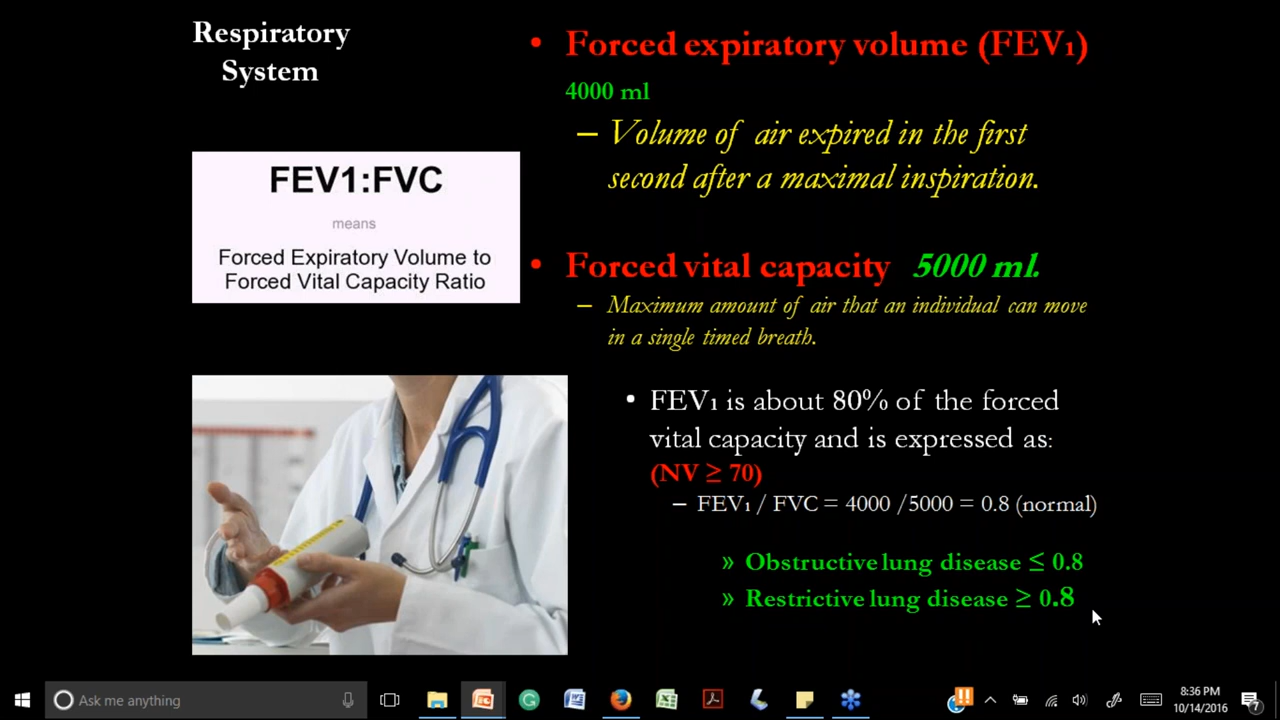 Respiratory
System
FEV1:FVC
means
Forced Expiratory Volume to
Forced Vital Capacity Ratio
• Forced expiratory volume (FEV₁)
4000 ml
– Volume of air expired in the first
second after a maximal inspiration.
• Forced vital capacity 5000 ml.
– Maximum amount of air that an individual can move
in a single timed breath.
• FEV₁ is about 80% of the forced
vital capacity and is expressed as:
(NV ≥ 70)
– FEV₁ / FVC = 4000 /5000 = 0.8 (normal)
» Obstructive lung disease ≤ 0.8
» Restrictive lung disease ≥ 0.8
Ask me anything
8:36 PM
10/14/2016
7